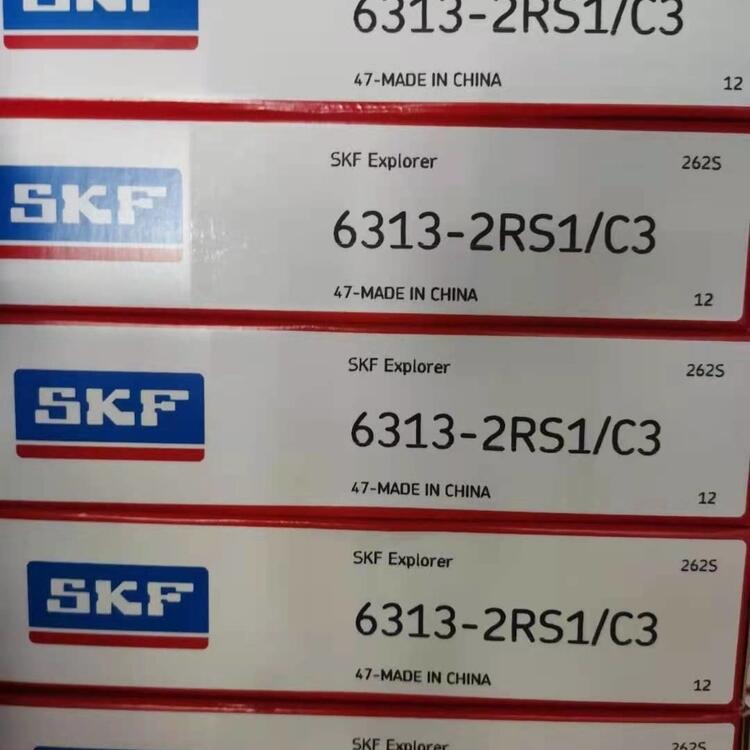 SKF
6313-2RS1/C3
47-MADE IN CHINA
12
SKF Explorer
262S
SKF
6313-2RS1/C3
47-MADE IN CHINA
12
SKF Explorer
262S
SKF
6313-2RS1/C3
47-MADE IN CHINA
12
SKF Explorer
262S
SKF
6313-2RS1/C3
47-MADE IN CHINA
12
SKF Explorer
262S